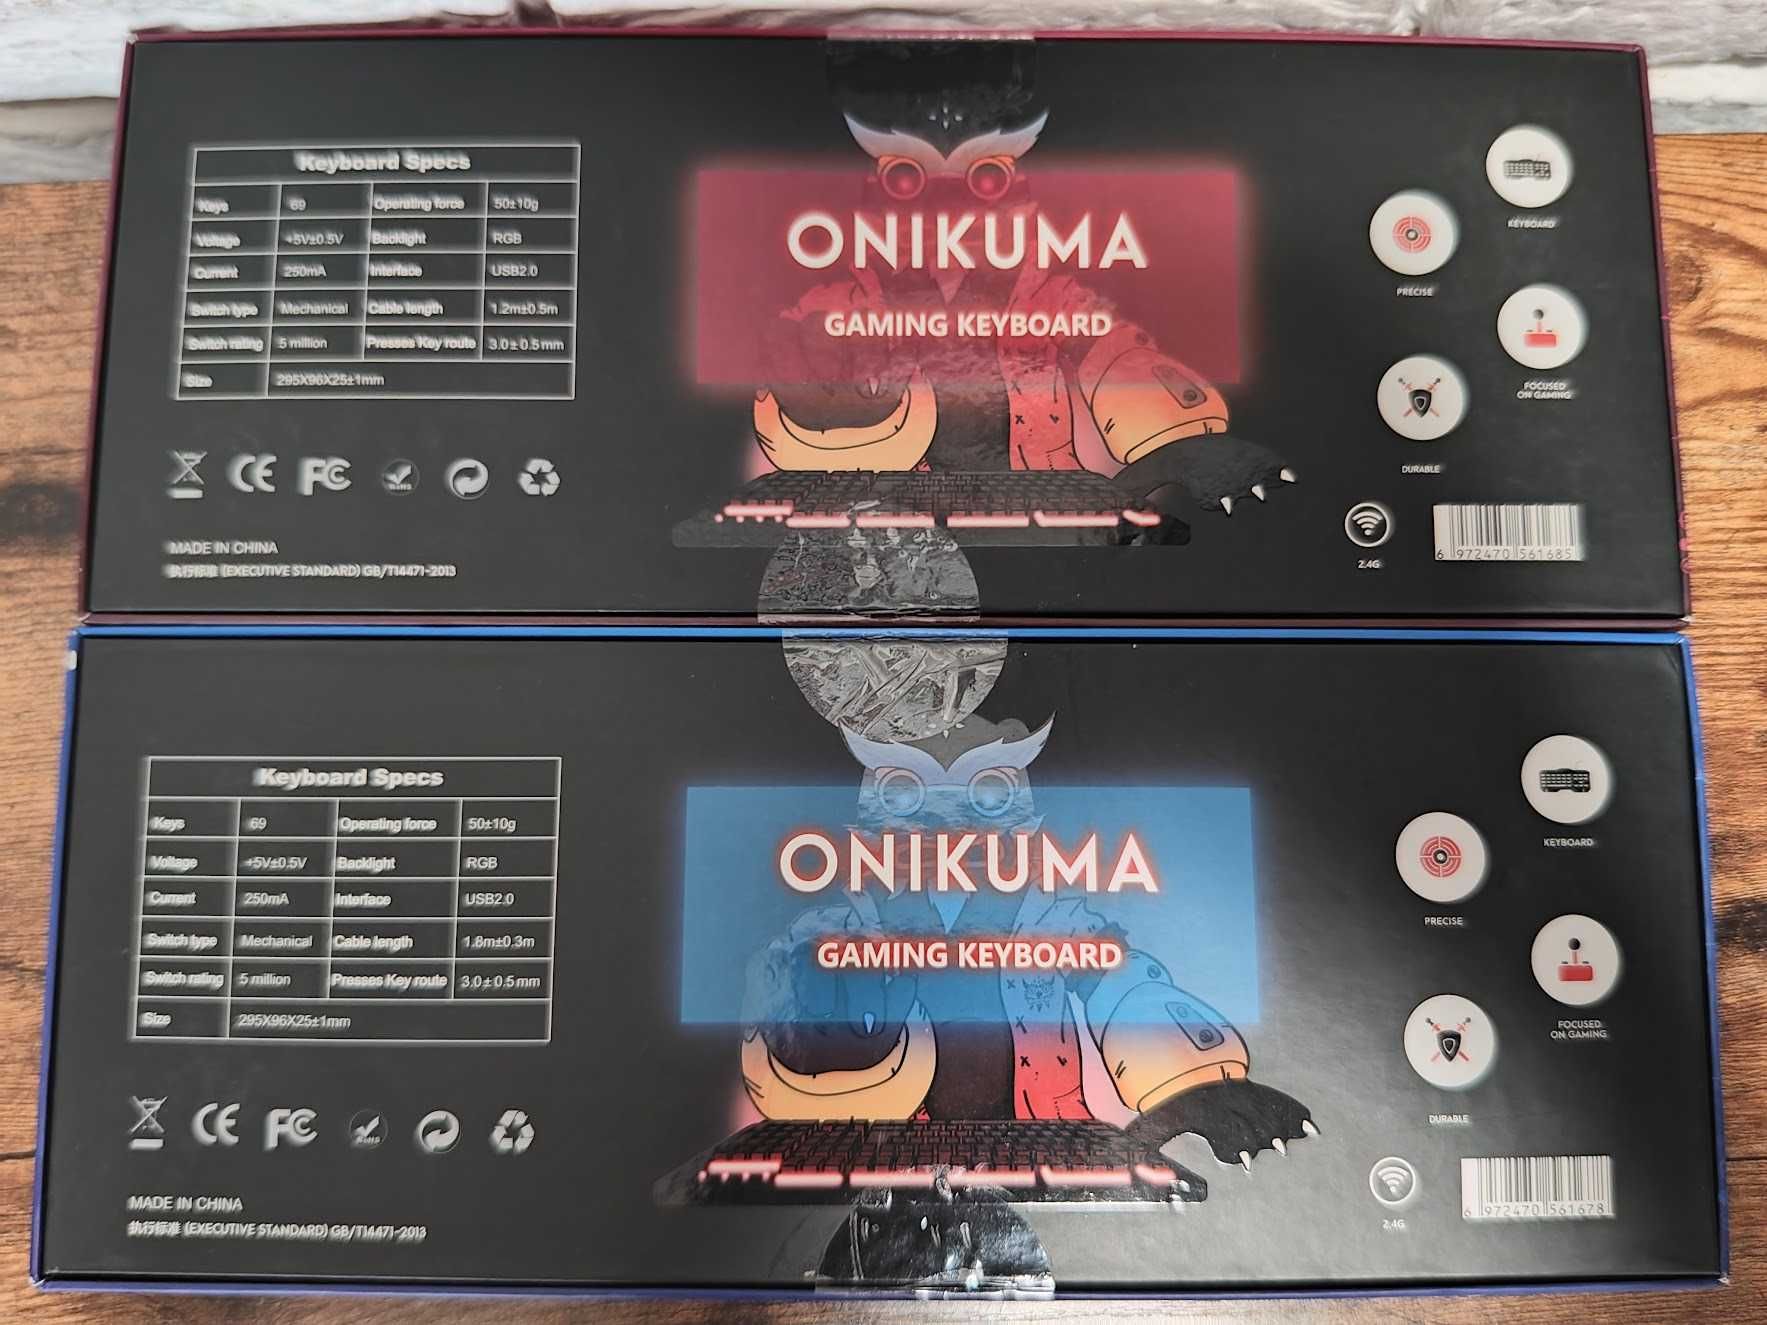 Keyboard Specs
Keys 69 Operating force 50±10g
Voltage +5V±0.5V Backlight RGB
Current 250mA Interface USB2.0
Switch type Mechanical Cable length 1.2m±0.5m
Switch rating 5 million Presses Key route 3.0±0.5mm
Size 295X96X25±1mm
CE FC RoHS
MADE IN CHINA
执行标准 (EXECUTIVE STANDARD) GB/T14471-2013
ONIKUMA
GAMING KEYBOARD
KEYBOARD
PRECISE
FOCUSED
ON GAMING
DURABLE
2.4G
6 972470 561685
Keyboard Specs
Keys 69 Operating force 50±10g
Voltage +5V±0.5V Backlight RGB
Current 250mA Interface USB2.0
Switch type Mechanical Cable length 1.8m±0.3m
Switch rating 5 million Presses Key route 3.0±0.5mm
Size 295X96X25±1mm
CE FC RoHS
MADE IN CHINA
执行标准 (EXECUTIVE STANDARD) GB/T14471-2013
ONIKUMA
GAMING KEYBOARD
KEYBOARD
PRECISE
FOCUSED
ON GAMING
DURABLE
2.4G
6 972470 561678